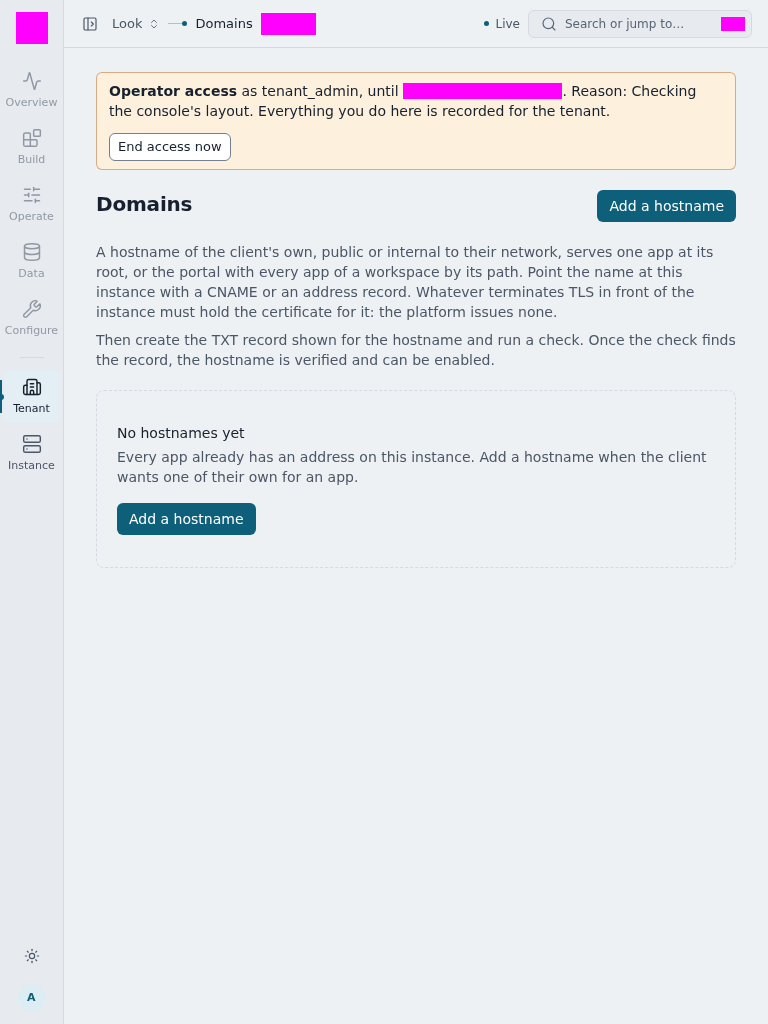 Look
Domains
Live
Search or jump to…
Overview
Build
Operate
Data
Configure
Tenant
Instance
A
Operator access as tenant_admin, until . Reason: Checking
the console's layout. Everything you do here is recorded for the tenant.
End access now
Domains
Add a hostname
A hostname of the client's own, public or internal to their network, serves one app at its
root, or the portal with every app of a workspace by its path. Point the name at this
instance with a CNAME or an address record. Whatever terminates TLS in front of the
instance must hold the certificate for it: the platform issues none.
Then create the TXT record shown for the hostname and run a check. Once the check finds
the record, the hostname is verified and can be enabled.
No hostnames yet
Every app already has an address on this instance. Add a hostname when the client
wants one of their own for an app.
Add a hostname